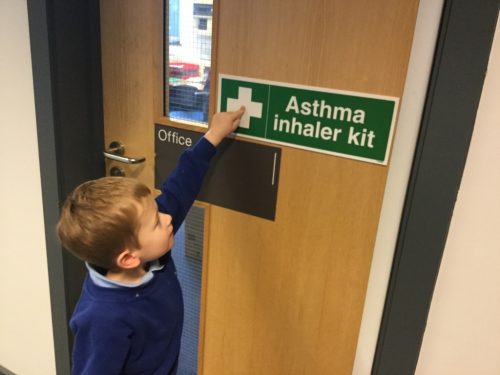 Asthma
inhaler kit
Office